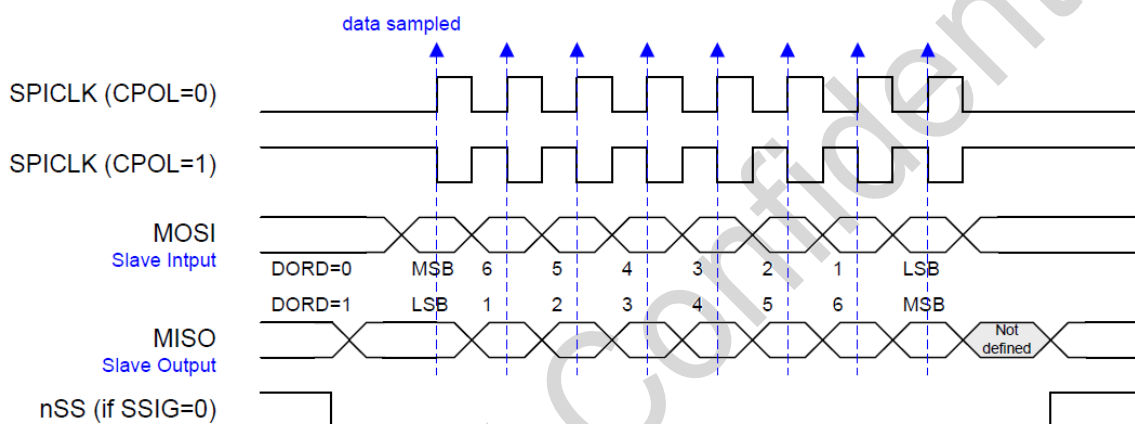 data sampled
SPICLK (CPOL=0)
SPICLK (CPOL=1)
MOSI
Slave Intput
DORD=0 MSB 6 5 4 3 2 1 LSB
DORD=1 LSB 1 2 3 4 5 6 MSB
MISO
Slave Output
Not
defined
nSS (if SSIG=0)
Confident